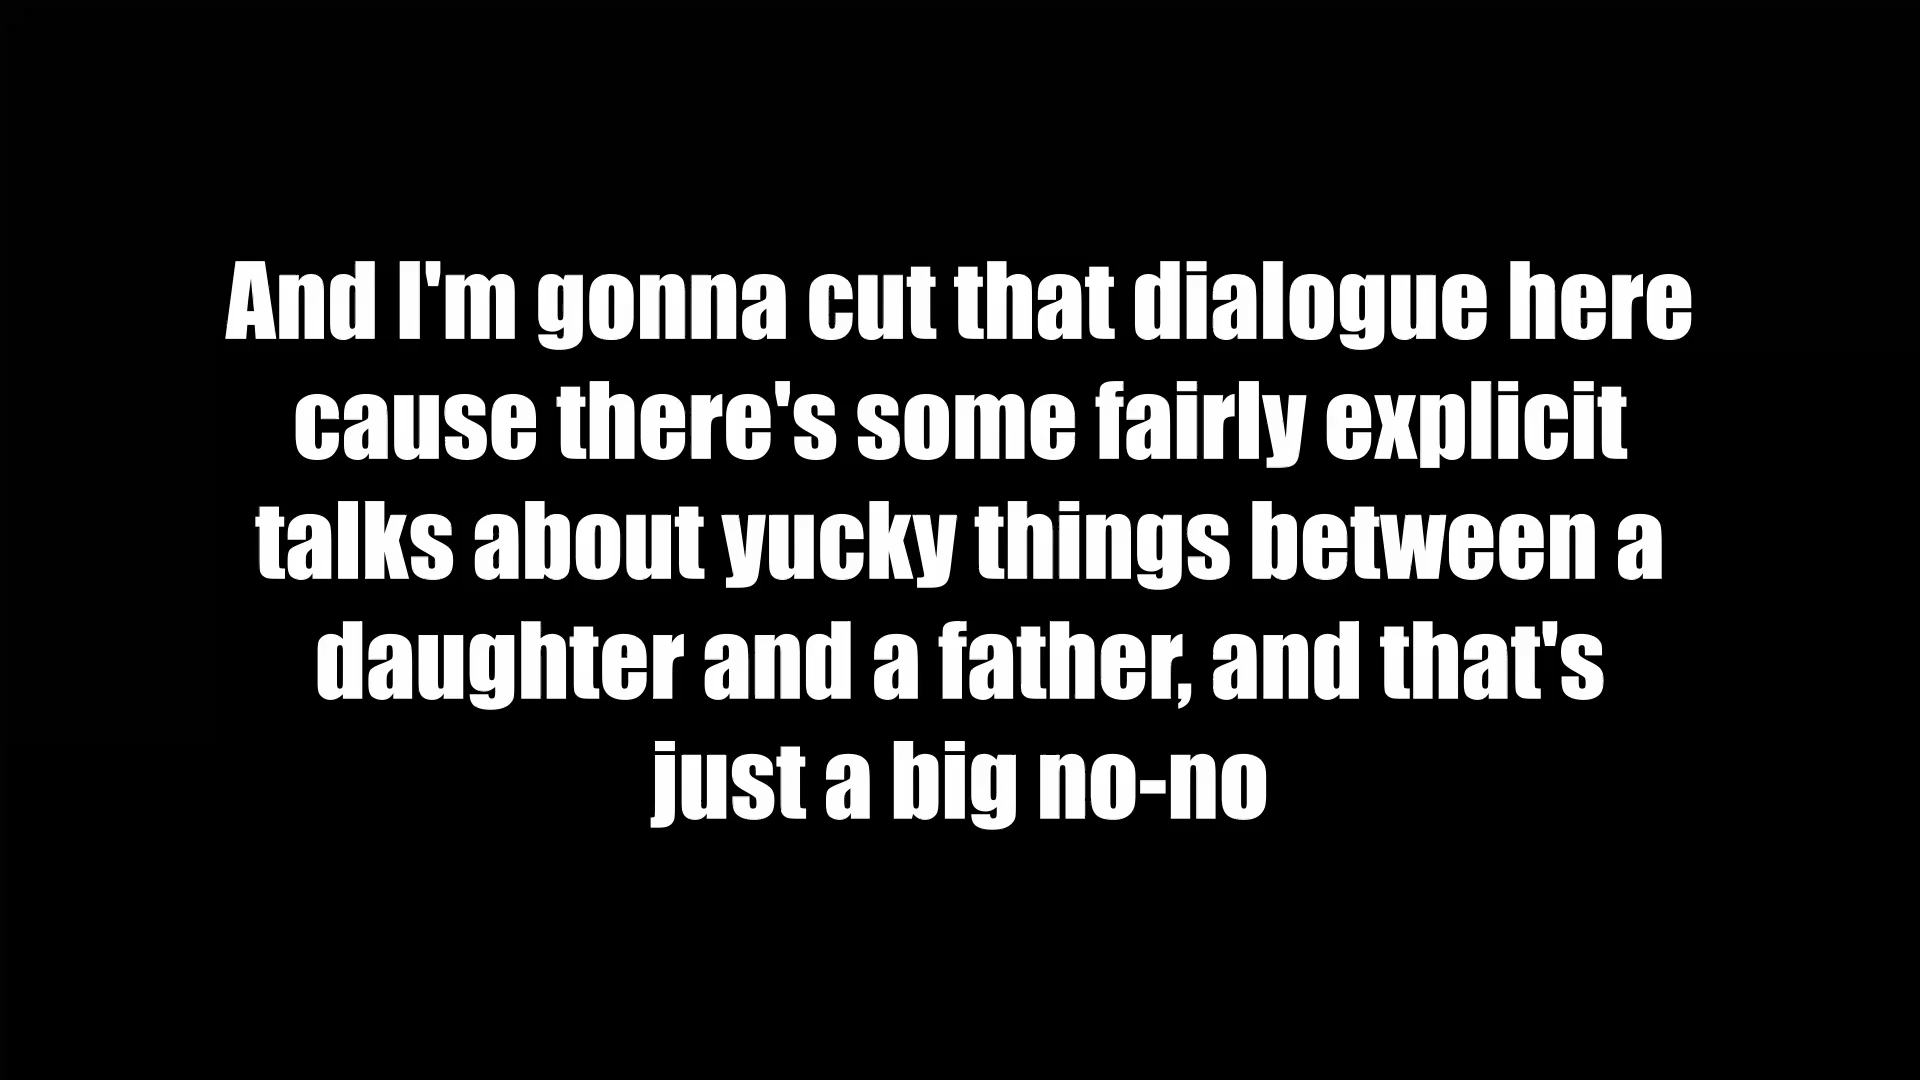 And I'm gonna cut that dialogue here
cause there's some fairly explicit
talks about yucky things between a
daughter and a father, and that's
just a big no-no